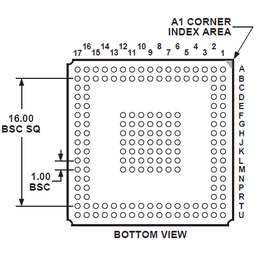 A1 CORNER
INDEX AREA
16 14 12 10 8 6 4 2
17 15 13 11 9 7 5 3 1
A
B
C
D
E
F
G
H
J
K
L
M
N
P
R
T
U
16.00
BSC SQ
1.00
BSC
BOTTOM VIEW